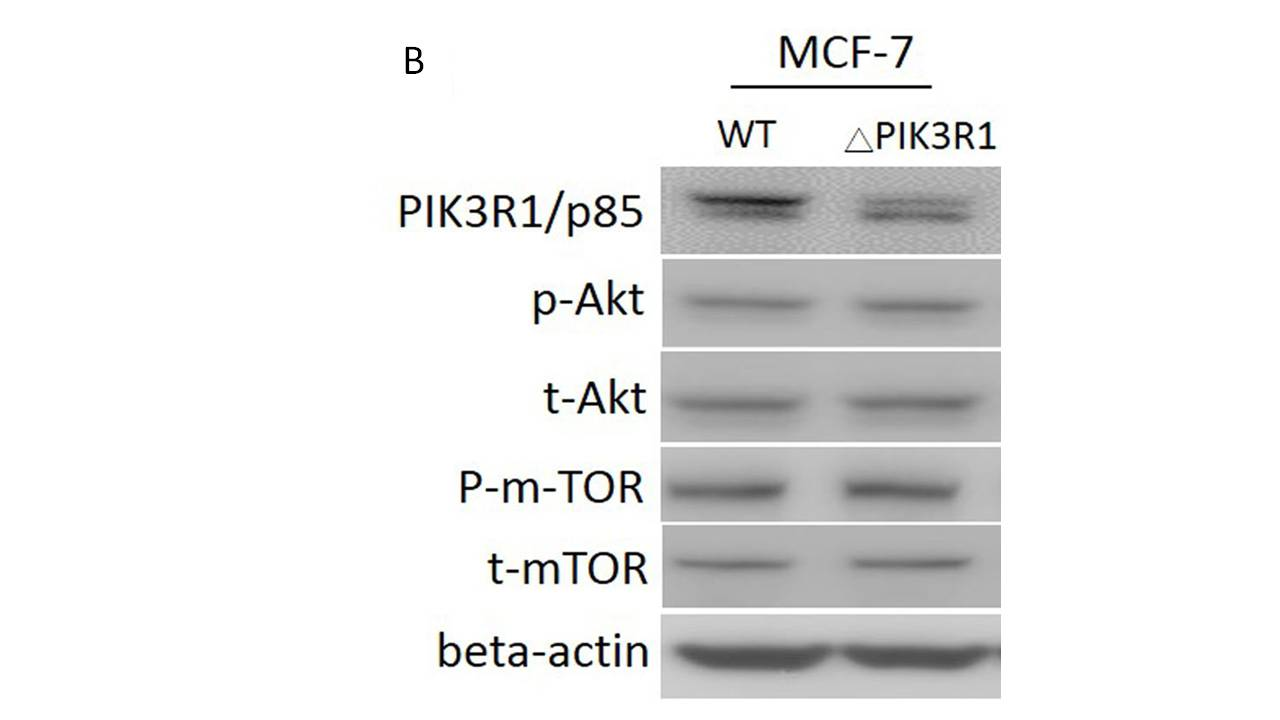 B
MCF-7
WT △PIK3R1
PIK3R1/p85
p-Akt
t-Akt
P-m-TOR
t-mTOR
beta-actin